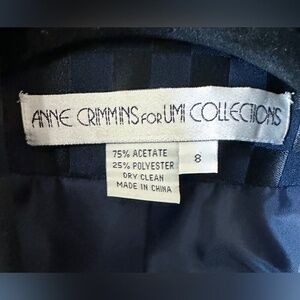 ANNE CRIMMINS FOR UMI COLLECTIONS
75% ACETATE
25% POLYESTER
DRY CLEAN
MADE IN CHINA
8